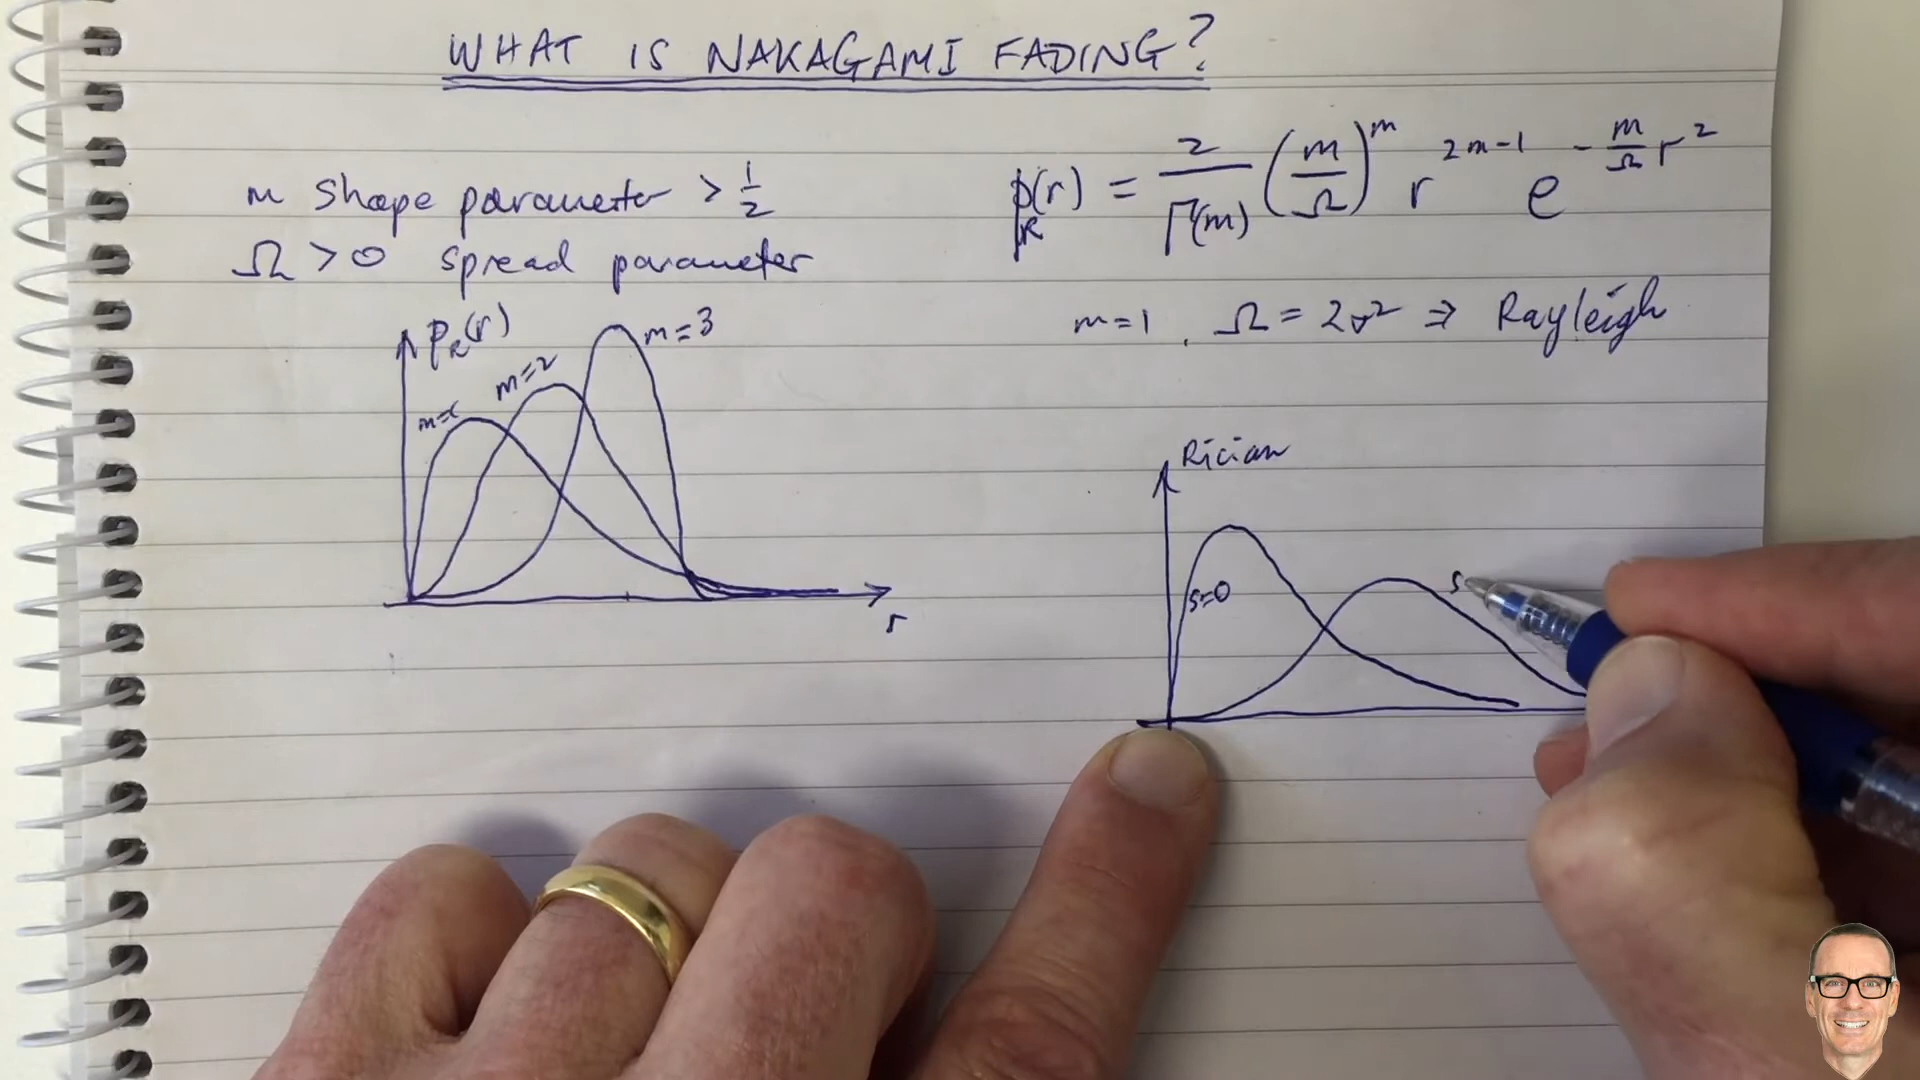 WHAT IS NAKAGAMI FADING?
m Shape parameter > 1/2
Ω > 0 spread parameter
p_R(r) = 2/Γ(m) (m/Ω)^m r^{2m-1} e^{-m/Ω r^2}
m=1, Ω = 2σ^2 ⇒ Rayleigh
p_R(r)
m=1
m=2
m=3
r
Rician
s=0
s